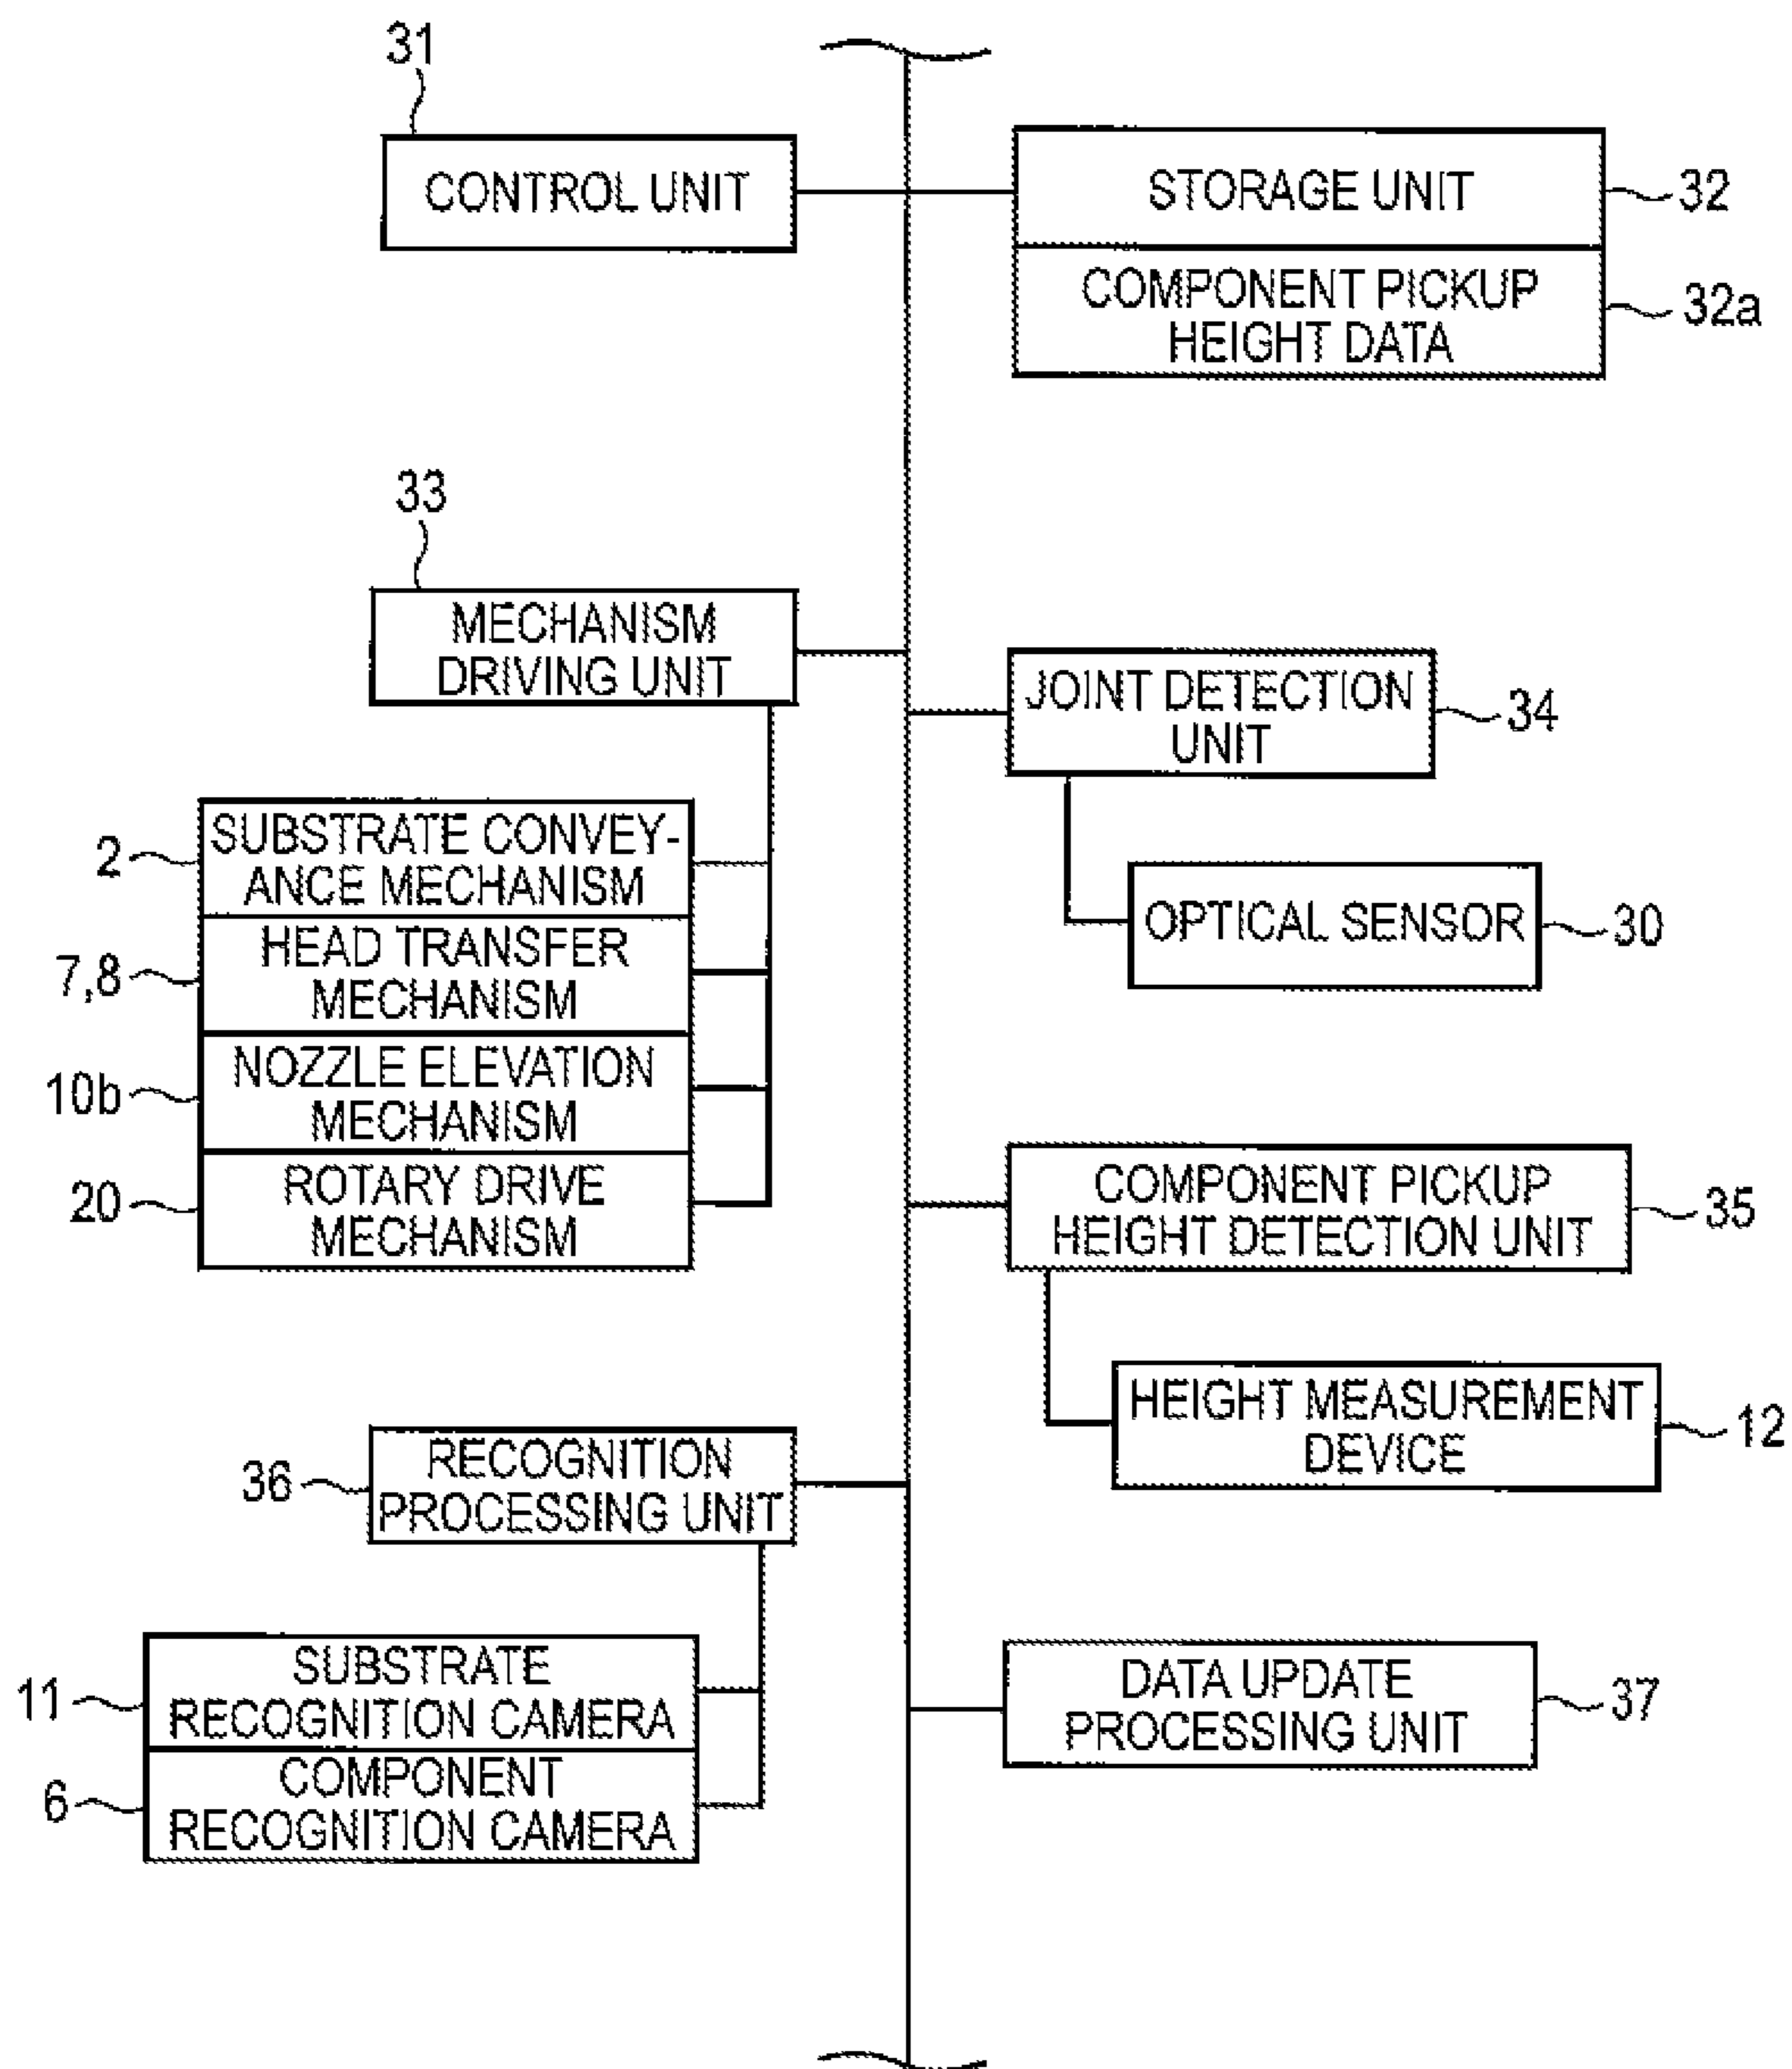 31
CONTROL UNIT
STORAGE UNIT
32
COMPONENT PICKUP
HEIGHT DATA
32a
33
MECHANISM
DRIVING UNIT
JOINT DETECTION
UNIT
34
OPTICAL SENSOR
30
2
SUBSTRATE CONVEY-
ANCE MECHANISM
7,8
HEAD TRANSFER
MECHANISM
10b
NOZZLE ELEVATION
MECHANISM
20
ROTARY DRIVE
MECHANISM
COMPONENT PICKUP
HEIGHT DETECTION UNIT
35
HEIGHT MEASUREMENT
DEVICE
12
36
RECOGNITION
PROCESSING UNIT
11
SUBSTRATE
RECOGNITION CAMERA
6
COMPONENT
RECOGNITION CAMERA
DATA UPDATE
PROCESSING UNIT
37